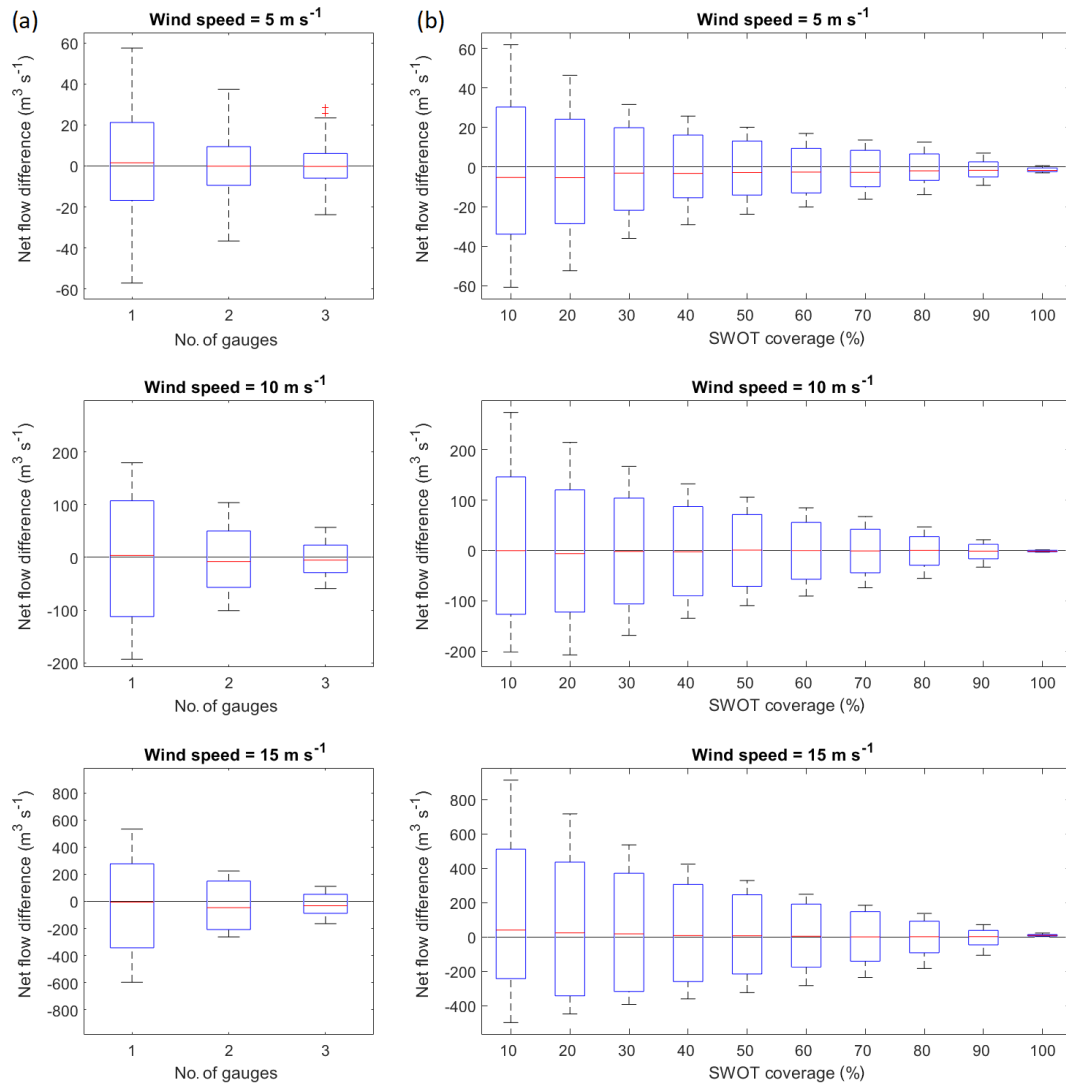 (a)
Wind speed = 5 m s⁻¹
Net flow difference (m³ s⁻¹)
60
40
20
0
-20
-40
-60
1 2 3
No. of gauges
(b)
Wind speed = 5 m s⁻¹
Net flow difference (m³ s⁻¹)
60
40
20
0
-20
-40
-60
10 20 30 40 50 60 70 80 90 100
SWOT coverage (%)
Wind speed = 10 m s⁻¹
Net flow difference (m³ s⁻¹)
200
100
0
-100
-200
1 2 3
No. of gauges
Wind speed = 10 m s⁻¹
Net flow difference (m³ s⁻¹)
200
100
0
-100
-200
10 20 30 40 50 60 70 80 90 100
SWOT coverage (%)
Wind speed = 15 m s⁻¹
Net flow difference (m³ s⁻¹)
800
600
400
200
0
-200
-400
-600
-800
1 2 3
No. of gauges
Wind speed = 15 m s⁻¹
Net flow difference (m³ s⁻¹)
800
600
400
200
0
-200
-400
10 20 30 40 50 60 70 80 90 100
SWOT coverage (%)